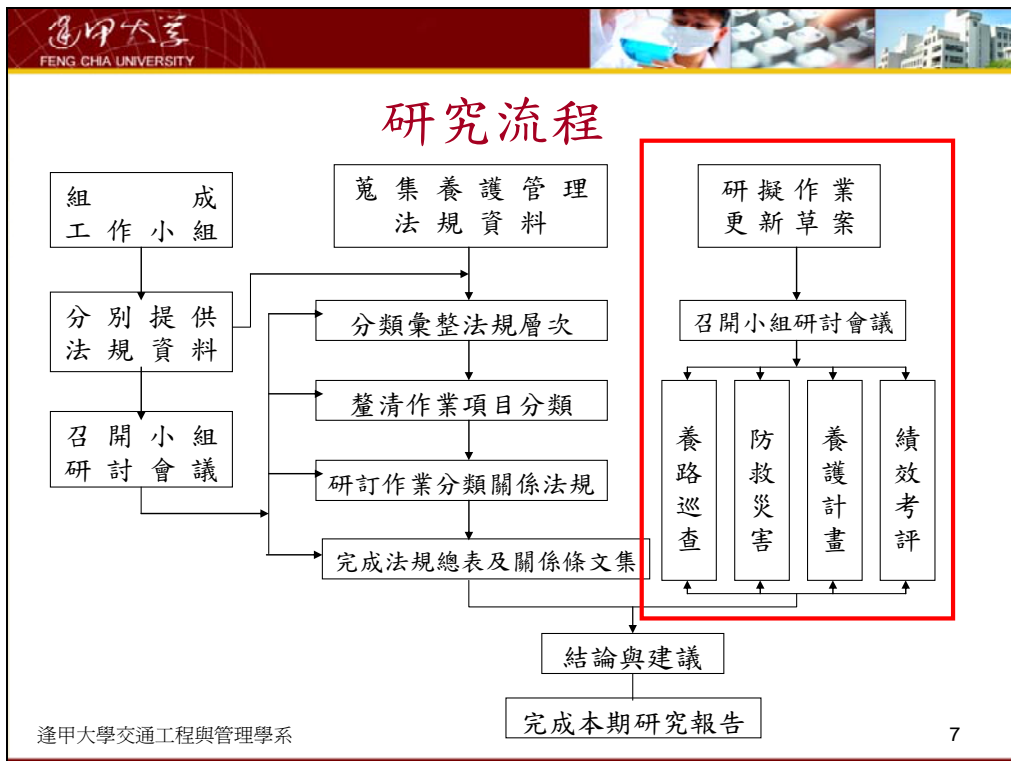 逢甲大學
FENG CHIA UNIVERSITY
研究流程
組成
工作小組
分別提供
法規資料
召開小組
研討會議
蒐集養護管理
法規資料
分類彙整法規層次
釐清作業項目分類
研訂作業分類關係法規
完成法規總表及關係條文集
研擬作業
更新草案
召開小組研討會議
養路巡查
防救災害
養護計畫
績效考評
結論與建議
完成本期研究報告
逢甲大學交通工程與管理學系
7